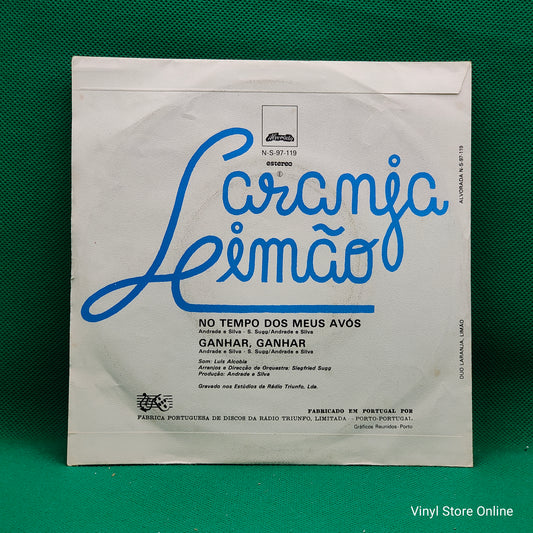 Alvorada
N-S-97-119
estereo
Laranja
Limão
NO TEMPO DOS MEUS AVÓS
Andrade e Silva - S. Sugg/Andrade e Silva
GANHAR, GANHAR
Andrade e Silva - S. Sugg/Andrade e Silva
Som: Luís Alcobia
Arranjos e Direcção de Orquestra: Siegfried Sugg
Produção: Andrade e Silva
Gravado nos Estúdios da Rádio Triunfo, Lda.
FABRICADO EM PORTUGAL POR
FÁBRICA PORTUGUESA DE DISCOS DA RÁDIO TRIUNFO, LIMITADA - PORTO-PORTUGAL
Gráficos Reunidos - Porto
ALVORADA N-S-97-119
DUO LARANJA, LIMÃO
Vinyl Store Online